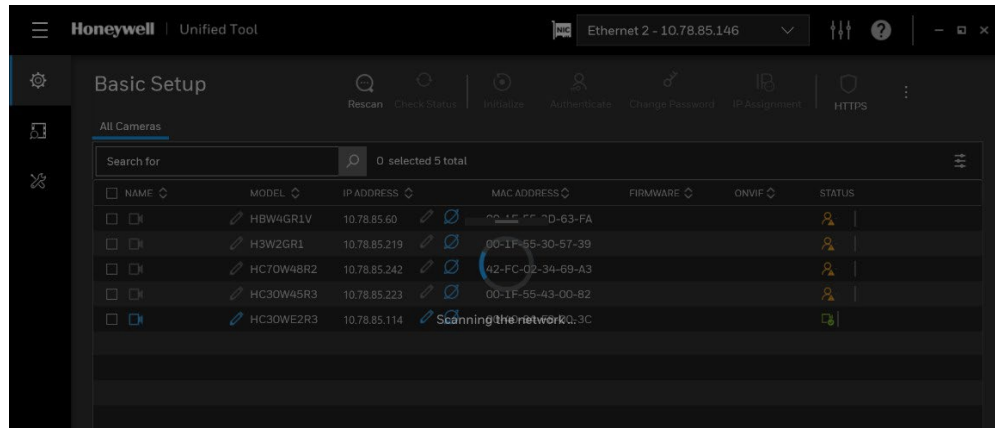 Honeywell | Unified Tool NIC Ethernet 2 - 10.78.85.146 ?
Basic Setup Rescan Check Status Initialize Authenticate Change Password IP Assignment HTTPS
All Cameras
Search for 0 selected 5 total
NAME MODEL IP ADDRESS MAC ADDRESS FIRMWARE ONVIF STATUS
HBW4GR1V 10.78.85.60
H3W2GR1 10.78.85.219 00-1F-55-30-57-39
HC70W48R2 10.78.85.242 42-FC-02-34-69-A3
HC30W45R3 10.78.85.223 00-1F-55-43-00-82
HC30WE2R3 10.78.85.114
Scanning the network...